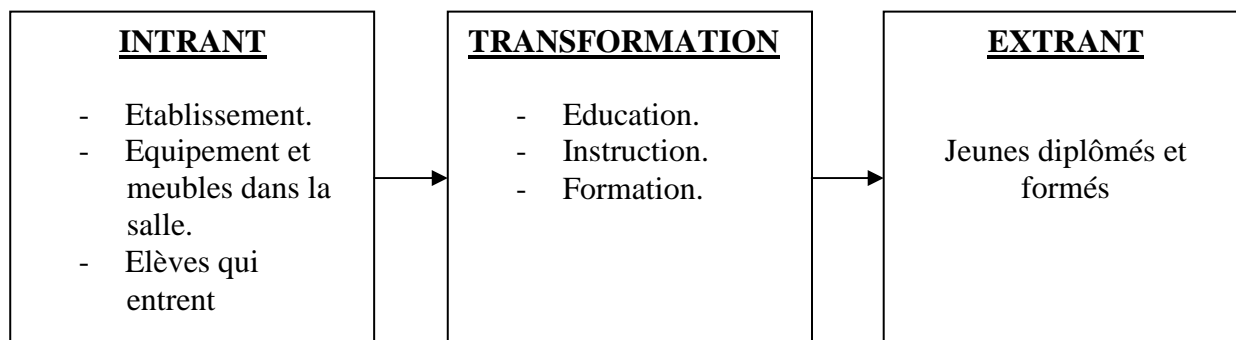 INTRANT
- Etablissement.
- Equipement et
meubles dans la
salle.
- Elèves qui
entrent
TRANSFORMATION
- Education.
- Instruction.
- Formation.
EXTRANT
Jeunes diplômés et
formés